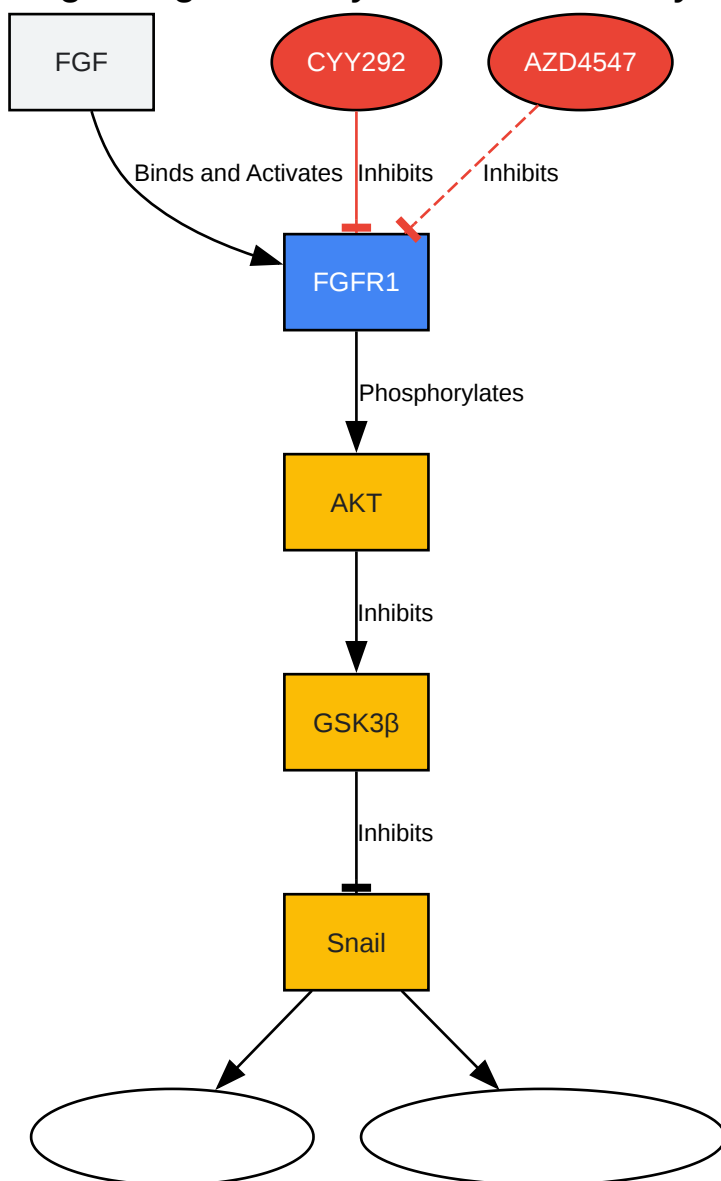 FGF
CYY292
AZD4547
Binds and Activates
Inhibits
Inhibits
FGFR1
Phosphorylates
AKT
Inhibits
GSK3β
Inhibits
Snail